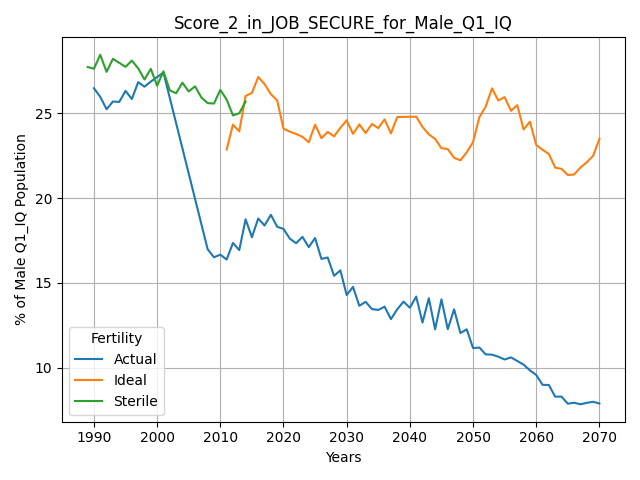 Score_2_in_JOB_SECURE_for_Male_Q1_IQ
% of Male Q1_IQ Population
25
20
15
10
Fertility
Actual
Ideal
Sterile
1990 2000 2010 2020 2030 2040 2050 2060 2070
Years